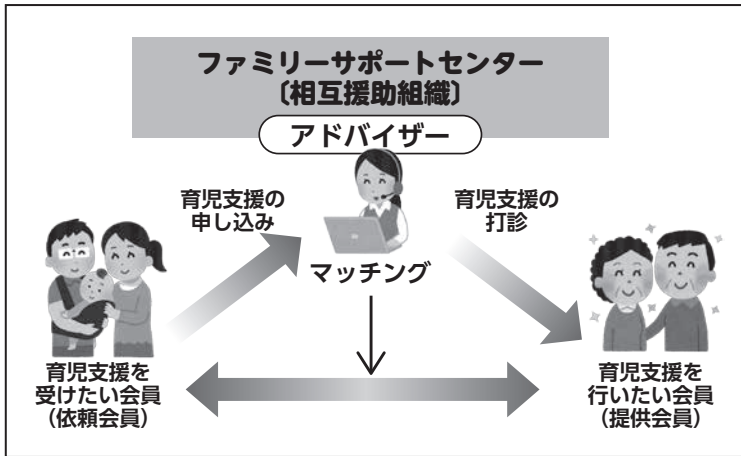 ファミリーサポートセンター
〔相互援助組織〕
アドバイザー
育児支援の
申し込み
育児支援の
打診
マッチング
育児支援を
受けたい会員
（依頼会員）
育児支援を
行いたい会員
（提供会員）